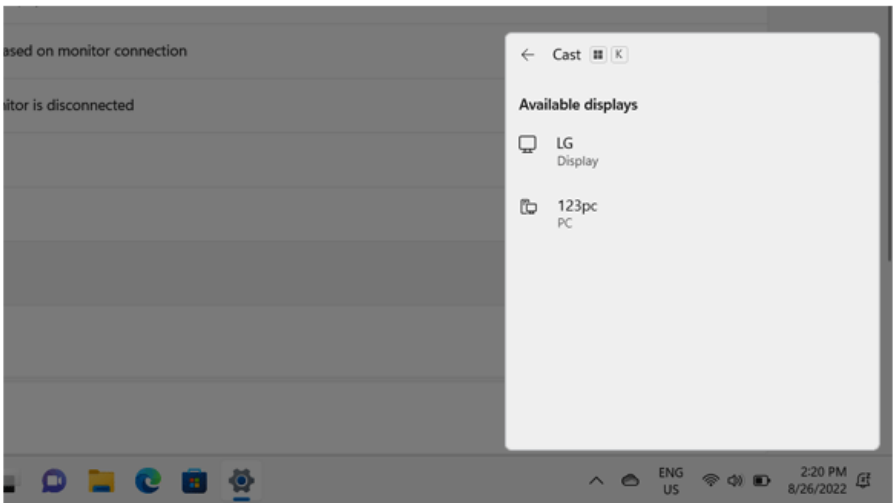 ased on monitor connection
nitor is disconnected
Cast K
Available displays
LG
Display
123pc
PC
ENG
US
2:20 PM
8/26/2022